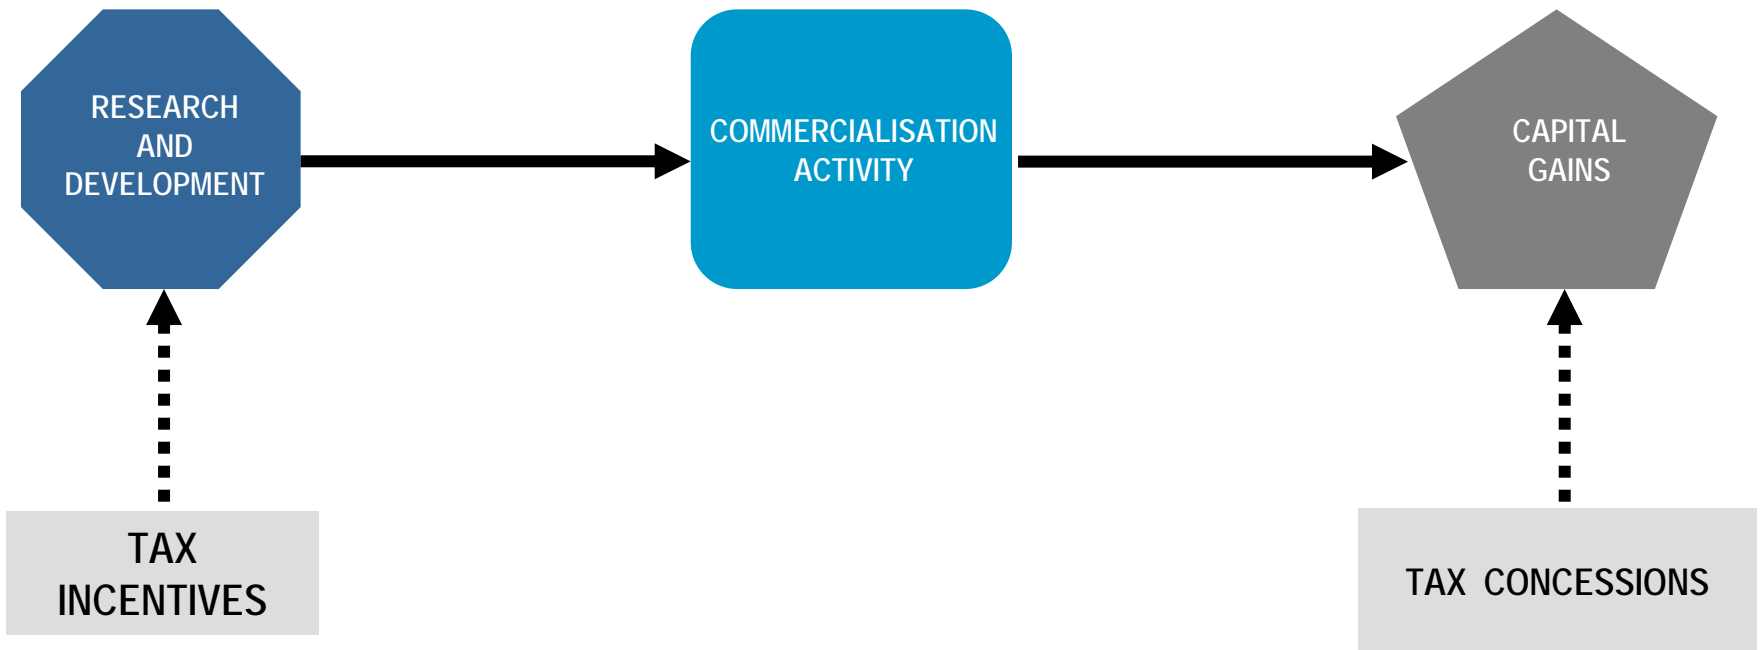 RESEARCH
AND
DEVELOPMENT
COMMERCIALISATION
ACTIVITY
CAPITAL
GAINS
TAX
INCENTIVES
TAX CONCESSIONS